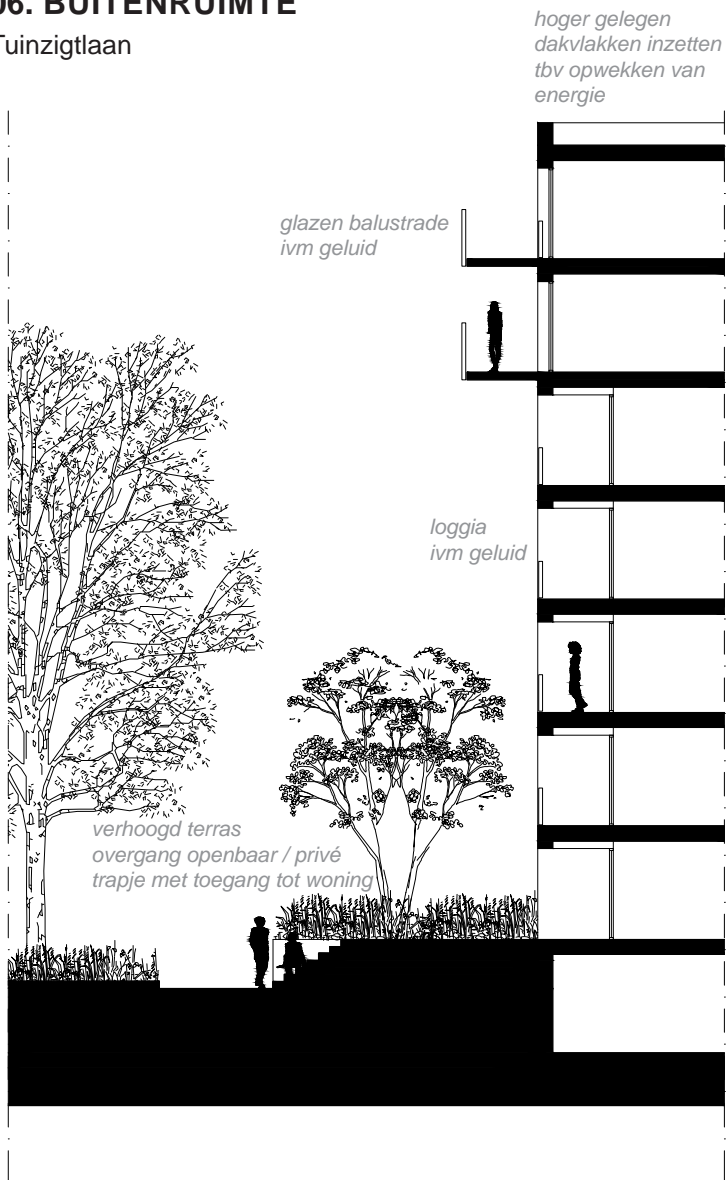 06. BUITENRUIMTE
Tuinzigtlaan
hoger gelegen
dakvlakken inzetten
tbv opwekken van
energie
glazen balustrade
ivm geluid
loggia
ivm geluid
verhoogd terras
overgang openbaar / privé
trapje met toegang tot woning